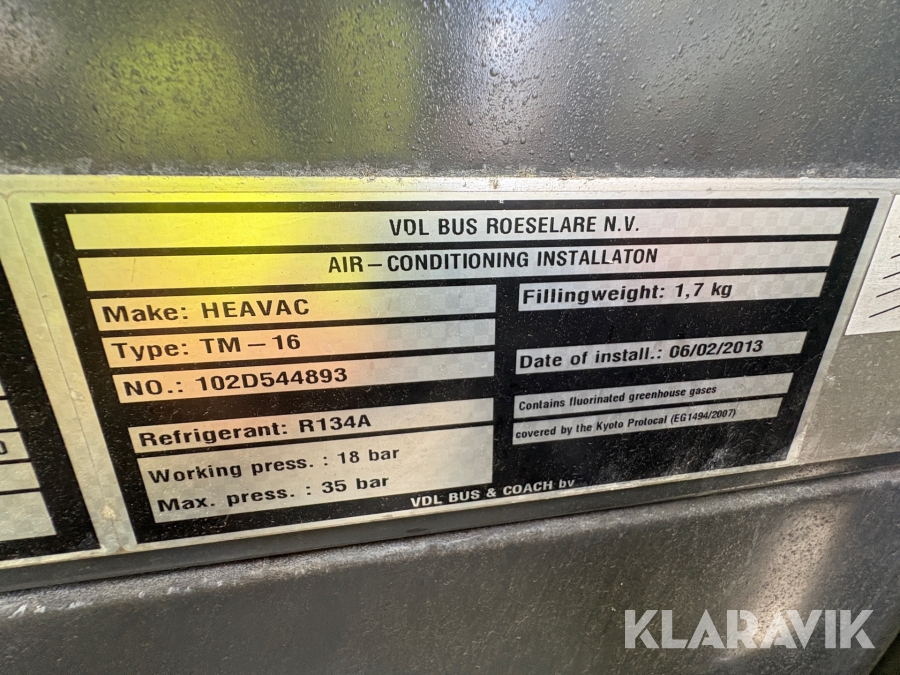 VDL BUS ROESELARE N.V.
AIR-CONDITIONING INSTALLATON
Make: HEAVAC
Type: TM-16
NO.: 102D544893
Refrigerant: R134A
Working press. : 18 bar
Max. press. : 35 bar
Fillingweight: 1,7 kg
Date of install.: 06/02/2013
Contains fluorinated greenhouse gases
covered by the Kyoto Protocal (EG1494/2007)
VDL BUS & COACH bv
KLARAVIK